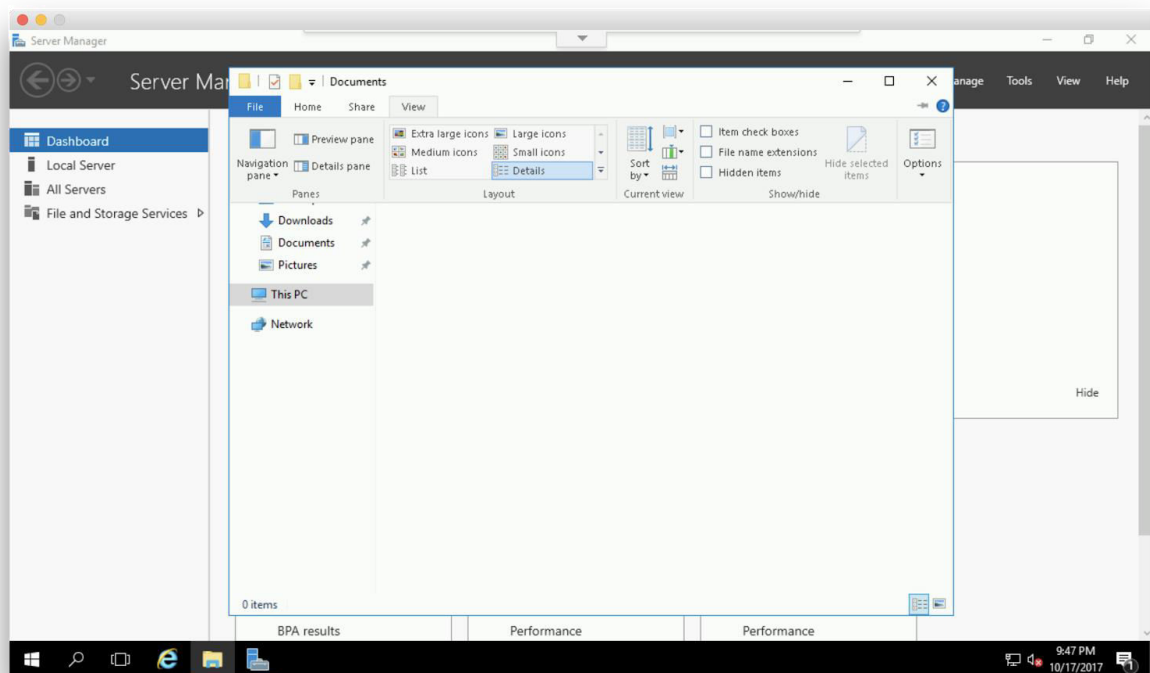 Server Manager
Server Mar
anage Tools View Help
Dashboard
Local Server
All Servers
File and Storage Services
Documents
File Home Share View
Navigation pane
Preview pane
Details pane
Panes
Extra large icons Large icons
Medium icons Small icons
List Details
Layout
Sort by
Current view
Item check boxes
File name extensions
Hidden items
Hide selected items
Show/hide
Options
Downloads
Documents
Pictures
This PC
Network
0 items
Hide
BPA results Performance Performance
9:47 PM
10/17/2017
1